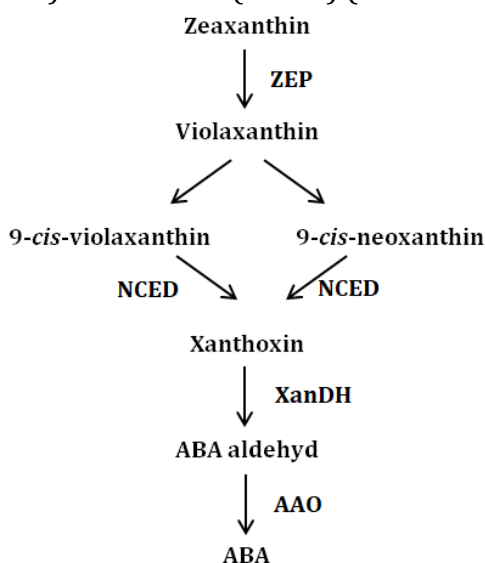 Zeaxanthin
ZEP
Violaxanthin
9-cis-violaxanthin 9-cis-neoxanthin
NCED NCED
Xanthoxin
XanDH
ABA aldehyd
AAO
ABA